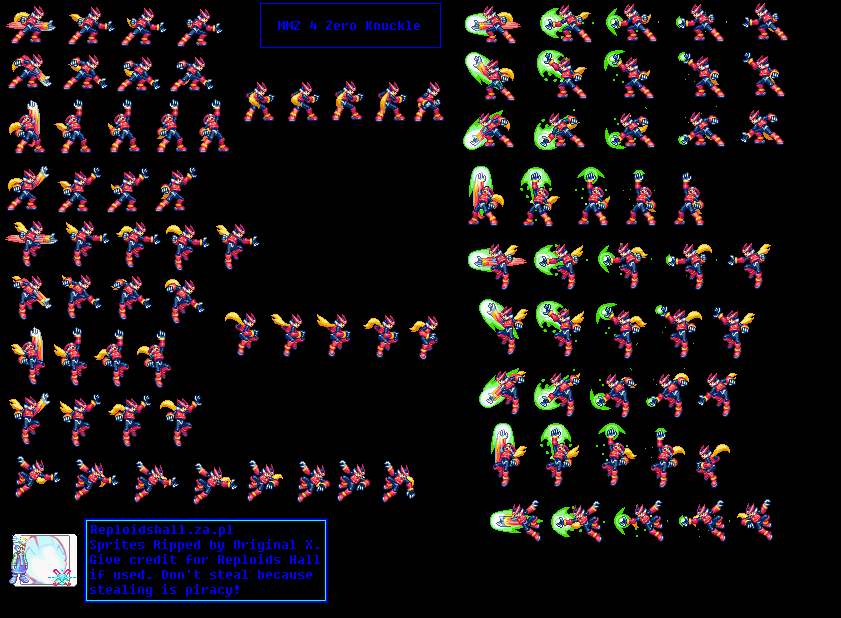 MMZ 4 Zero Knuckle
Reploidshall.za.pl
Sprites Ripped by Original X.
Give credit for Reploids Hall
if used. Don't steal because
stealing is piracy!